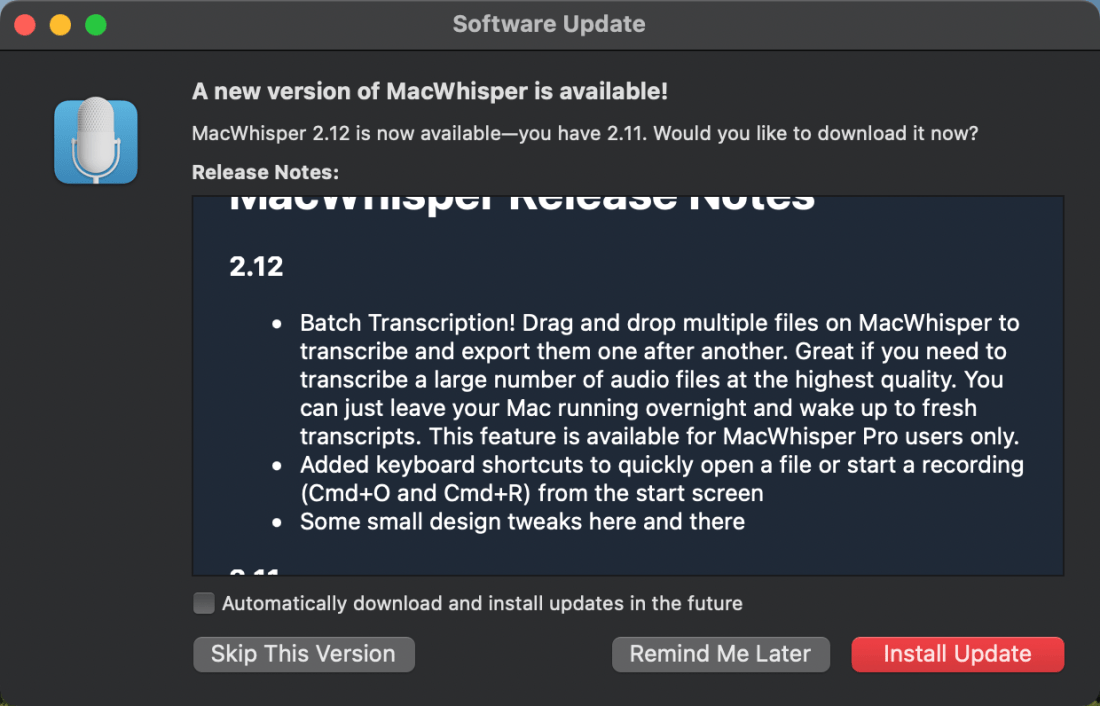 Software Update
A new version of MacWhisper is available!
MacWhisper 2.12 is now available—you have 2.11. Would you like to download it now?
Release Notes:
MacWhisper Release Notes
2.12
• Batch Transcription! Drag and drop multiple files on MacWhisper to
transcribe and export them one after another. Great if you need to
transcribe a large number of audio files at the highest quality. You
can just leave your Mac running overnight and wake up to fresh
transcripts. This feature is available for MacWhisper Pro users only.
• Added keyboard shortcuts to quickly open a file or start a recording
(Cmd+O and Cmd+R) from the start screen
• Some small design tweaks here and there
2.11
Automatically download and install updates in the future
Skip This Version
Remind Me Later
Install Update